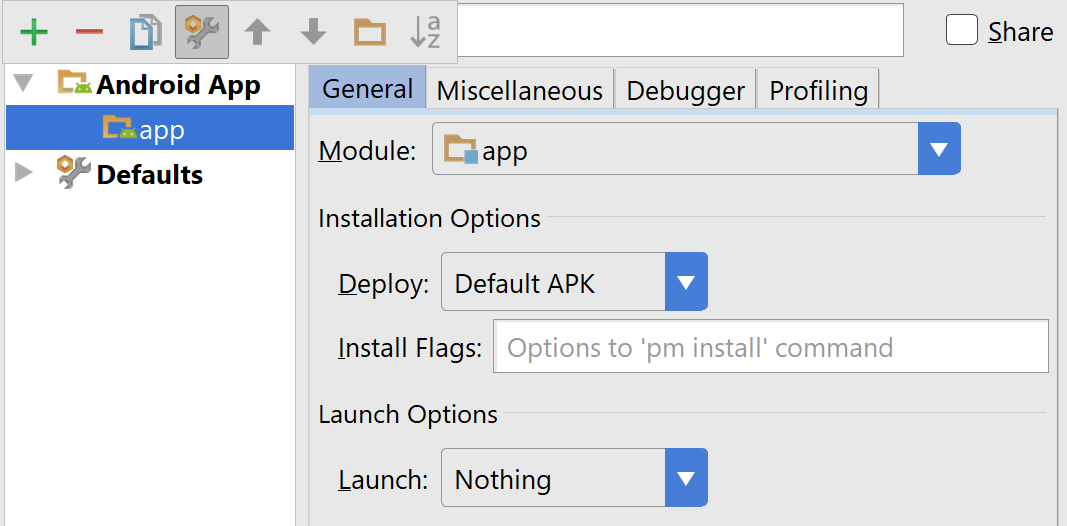 a
z
Share
Android App
app
Defaults
General Miscellaneous Debugger Profiling
Module: app
Installation Options
Deploy: Default APK
Install Flags: Options to 'pm install' command
Launch Options
Launch: Nothing